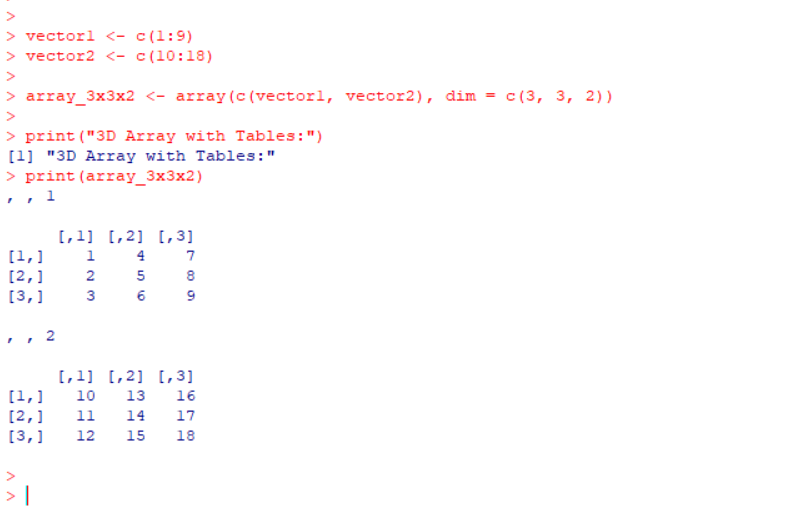 >
> vector1 <- c(1:9)
> vector2 <- c(10:18)
>
> array_3x3x2 <- array(c(vector1, vector2), dim = c(3, 3, 2))
>
> print("3D Array with Tables:")
[1] "3D Array with Tables:"
> print(array_3x3x2)
, , 1
     [,1] [,2] [,3]
[1,]    1    4    7
[2,]    2    5    8
[3,]    3    6    9
, , 2
     [,1] [,2] [,3]
[1,]   10   13   16
[2,]   11   14   17
[3,]   12   15   18
>
>